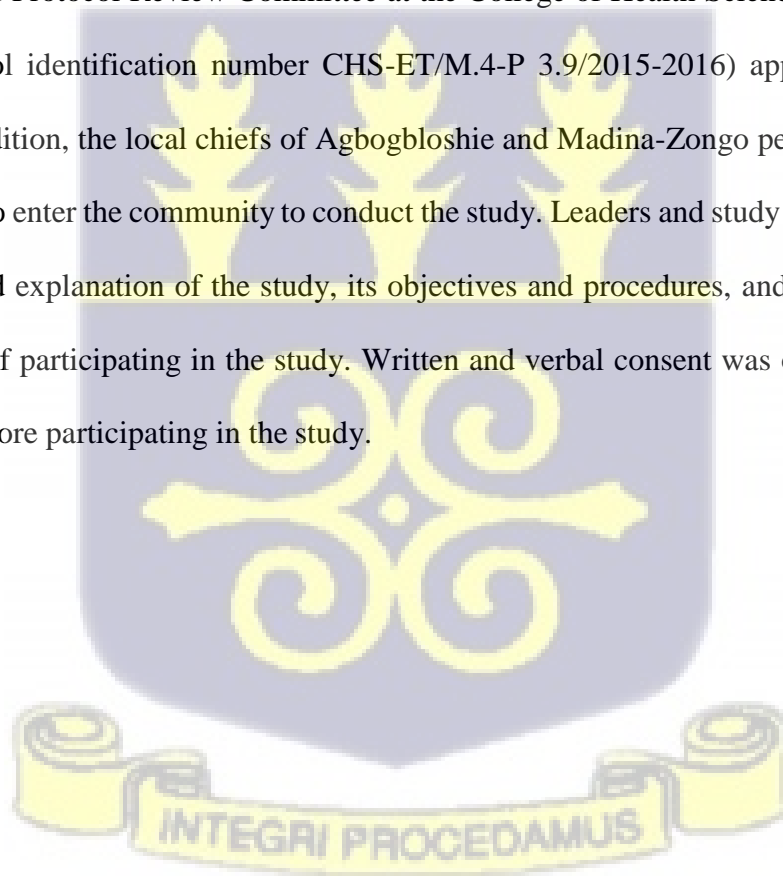 Protocol Review Committee at the College of Health Scien
identification number CHS-ET/M.4-P 3.9/2015-2016) ap
dition, the local chiefs of Agbogbloshie and Madina-Zongo pe
enter the community to conduct the study. Leaders and study
explanation of the study, its objectives and procedures, and
f participating in the study. Written and verbal consent was
ore participating in the study.
INTEGRI PROCEDAMUS